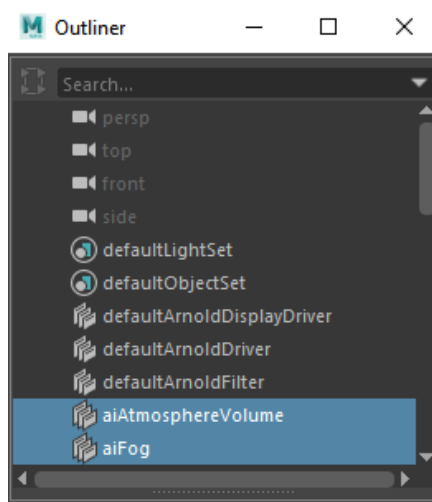 Outliner
Search...
persp
top
front
side
defaultLightSet
defaultObjectSet
defaultArnoldDisplayDriver
defaultArnoldDriver
defaultArnoldFilter
aiAtmosphereVolume
aiFog